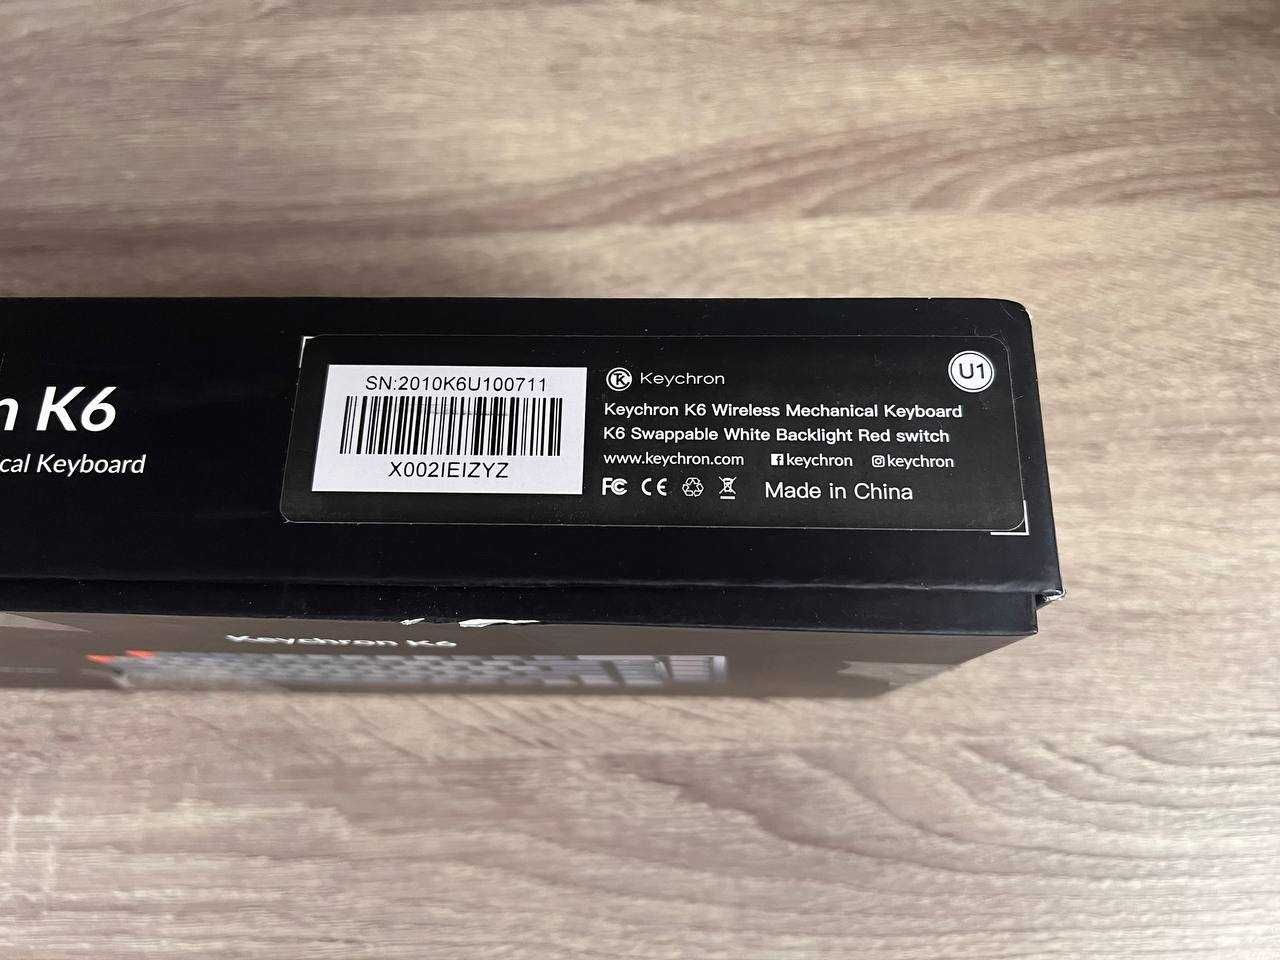 n K6
cal Keyboard
SN:2010K6U100711
X002IEIZYZ
Keychron
U1
Keychron K6 Wireless Mechanical Keyboard
K6 Swappable White Backlight Red switch
www.keychron.com keychron keychron
FC CE Made in China
Keychron K6